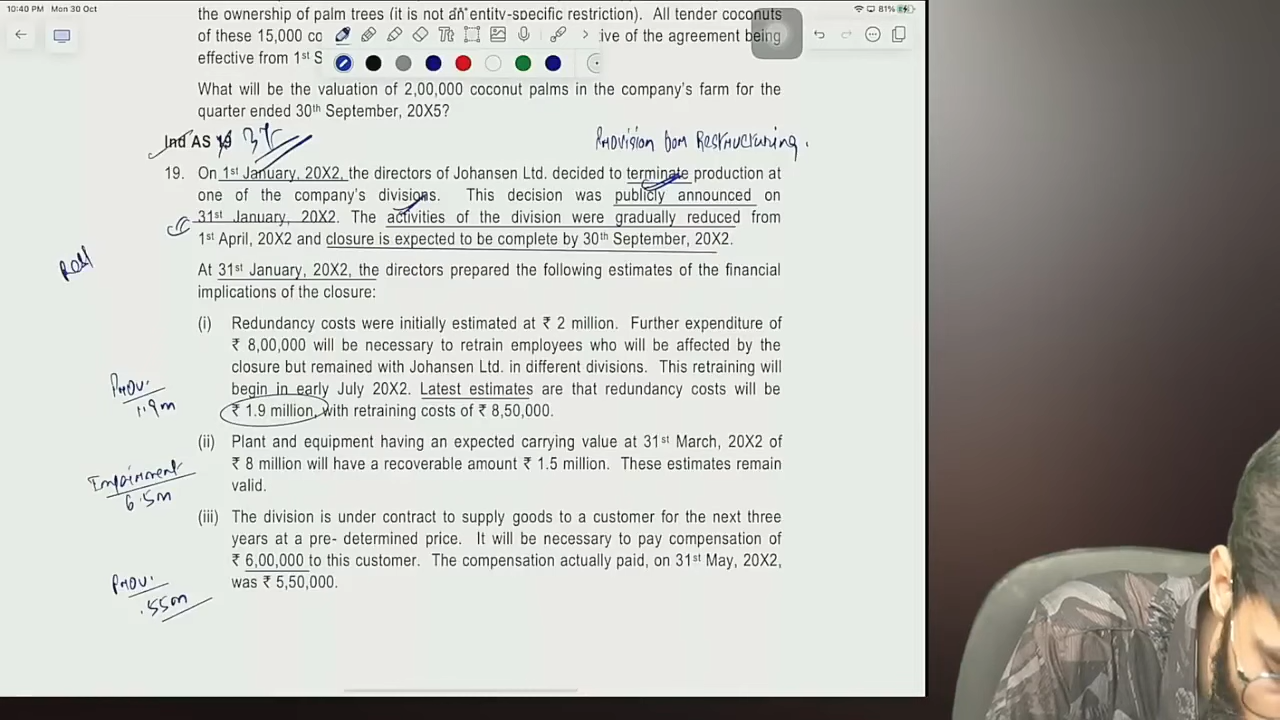 10:40 PM Mon 30 Oct
81%
the ownership of palm trees (it is not an entity-specific restriction). All tender coconuts
of these 15,000 co tive of the agreement being
effective from 1st S
What will be the valuation of 2,00,000 coconut palms in the company's farm for the
quarter ended 30th September, 20X5?
Ind AS 19 37
Provision for Restructuring.
19. On 1st January, 20X2, the directors of Johansen Ltd. decided to terminate production at
one of the company's divisions. This decision was publicly announced on
31st January, 20X2. The activities of the division were gradually reduced from
1st April, 20X2 and closure is expected to be complete by 30th September, 20X2.
At 31st January, 20X2, the directors prepared the following estimates of the financial
implications of the closure:
(i) Redundancy costs were initially estimated at ₹ 2 million. Further expenditure of
₹ 8,00,000 will be necessary to retrain employees who will be affected by the
closure but remained with Johansen Ltd. in different divisions. This retraining will
begin in early July 20X2. Latest estimates are that redundancy costs will be
₹ 1.9 million, with retraining costs of ₹ 8,50,000.
Prov.
1.9m
(ii) Plant and equipment having an expected carrying value at 31st March, 20X2 of
₹ 8 million will have a recoverable amount ₹ 1.5 million. These estimates remain
valid.
Impairment
6.5m
(iii) The division is under contract to supply goods to a customer for the next three
years at a pre- determined price. It will be necessary to pay compensation of
₹ 6,00,000 to this customer. The compensation actually paid, on 31st May, 20X2,
was ₹ 5,50,000.
Prov.
.55m